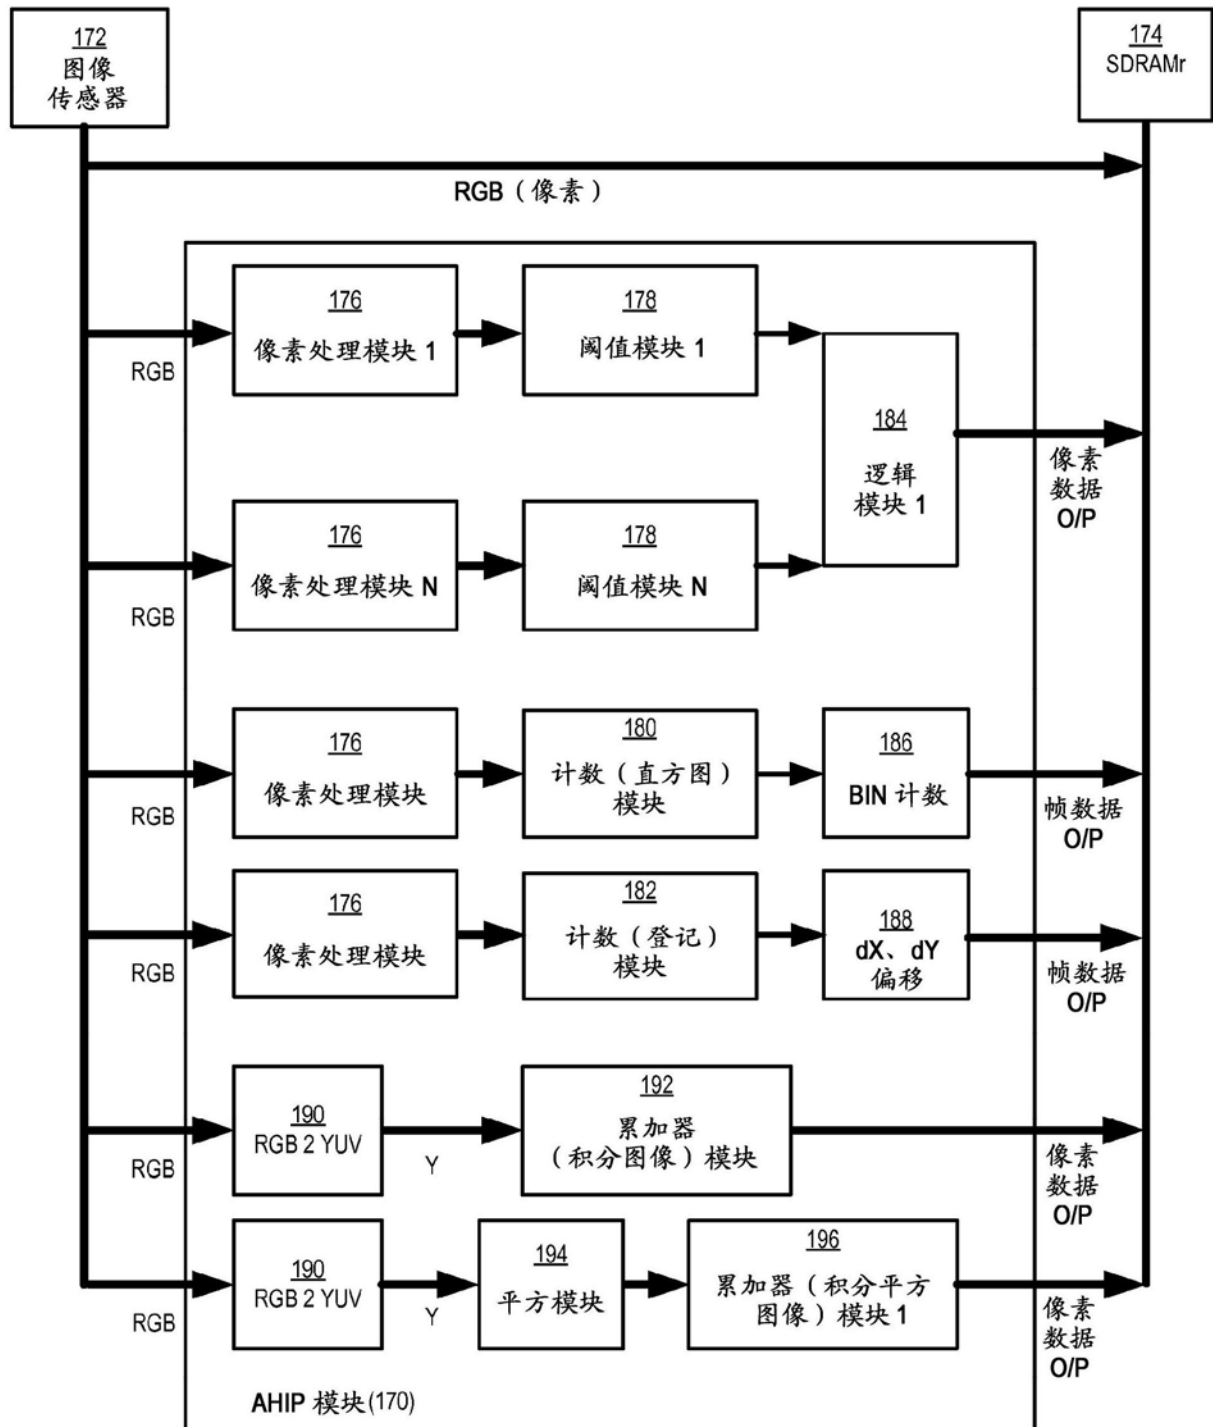 172
图像
传感器
174
SDRAMr
RGB（像素）
176
像素处理模块 1
178
阈值模块 1
RGB
184
逻辑
模块 1
像素
数据
O/P
176
像素处理模块 N
178
阈值模块 N
RGB
176
像素处理模块
180
计数（直方图）
模块
186
BIN 计数
RGB
帧数据
O/P
176
像素处理模块
182
计数（登记）
模块
188
dX、dY
偏移
RGB
帧数据
O/P
190
RGB 2 YUV
Y
192
累加器
（积分图像）模块
RGB
像素
数据
O/P
190
RGB 2 YUV
Y
194
平方模块
196
累加器（积分平方
图像）模块 1
RGB
像素
数据
O/P
AHIP 模块(170)